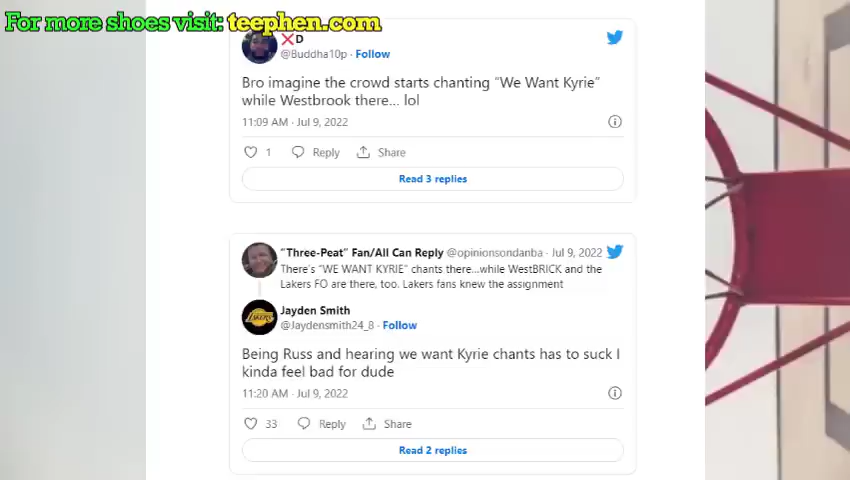 For more shoes visit: teephen.com
❌D
@Buddha10p · Follow
Bro imagine the crowd starts chanting “We Want Kyrie”
while Westbrook there... lol
11:09 AM · Jul 9, 2022
1 Reply Share
Read 3 replies
“Three-Peat” Fan/All Can Reply @opinionsondanba · Jul 9, 2022
There's “WE WANT KYRIE” chants there...while WestBRICK and the
Lakers FO are there, too. Lakers fans knew the assignment
LAKERS
Jayden Smith
@Jaydensmith24_8 · Follow
Being Russ and hearing we want Kyrie chants has to suck I
kinda feel bad for dude
11:20 AM · Jul 9, 2022
33 Reply Share
Read 2 replies